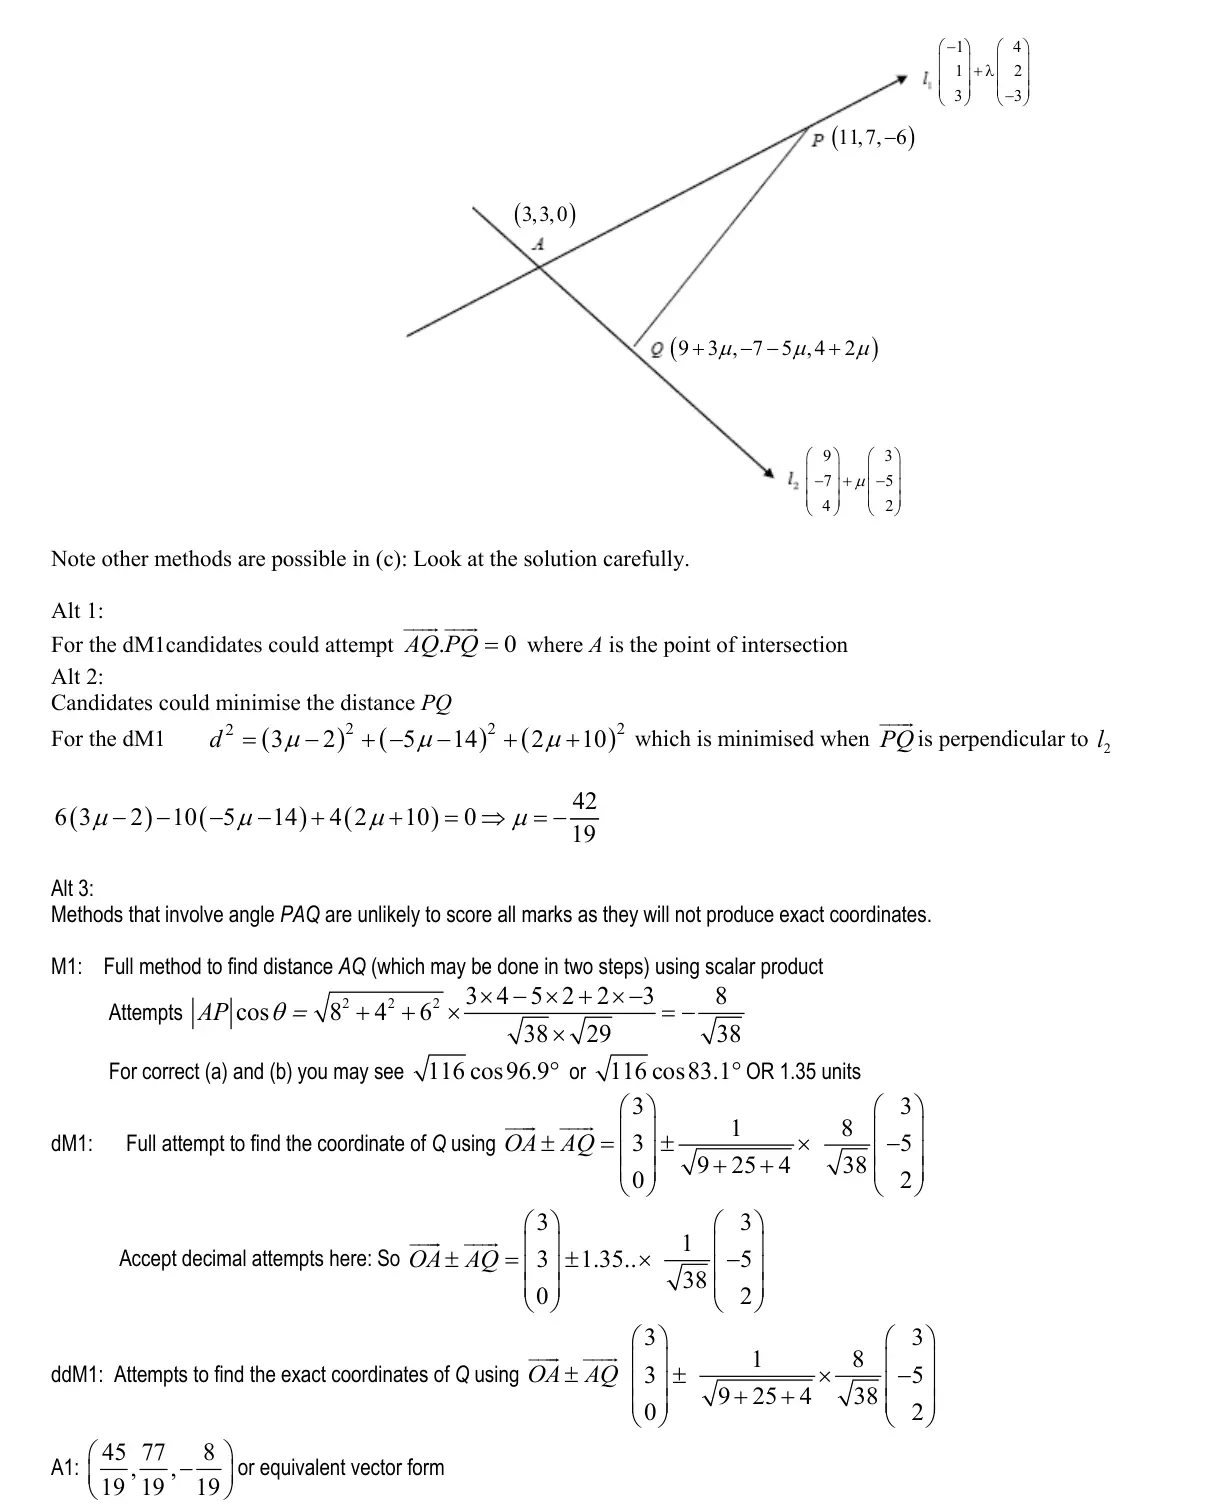 l₁ (−1, 1, 3) + λ (4, 2, −3)
P (11, 7, −6)
(3, 3, 0)
A
Q (9 + 3μ, −7 − 5μ, 4 + 2μ)
l₂ (9, −7, 4) + μ (3, −5, 2)
Note other methods are possible in (c): Look at the solution carefully.
Alt 1:
For the dM1candidates could attempt AQ⃗.PQ⃗ = 0 where A is the point of intersection
Alt 2:
Candidates could minimise the distance PQ
For the dM1 d² = (3μ − 2)² + (−5μ − 14)² + (2μ + 10)² which is minimised when PQ⃗ is perpendicular to l₂
6(3μ − 2) − 10(−5μ − 14) + 4(2μ + 10) = 0 ⇒ μ = −42/19
Alt 3:
Methods that involve angle PAQ are unlikely to score all marks as they will not produce exact coordinates.
M1: Full method to find distance AQ (which may be done in two steps) using scalar product
Attempts |AP| cos θ = √(8² + 4² + 6²) × (3×4 − 5×2 + 2×−3)/(√38 × √29) = −8/√38
For correct (a) and (b) you may see √116 cos 96.9° or √116 cos 83.1° OR 1.35 units
dM1: Full attempt to find the coordinate of Q using OA⃗ ± AQ⃗ = (3, 3, 0) ± 1/√(9 + 25 + 4) × 8/√38 (3, −5, 2)
Accept decimal attempts here: So OA⃗ ± AQ⃗ = (3, 3, 0) ± 1.35.. × 1/√38 (3, −5, 2)
ddM1: Attempts to find the exact coordinates of Q using OA⃗ ± AQ⃗ (3, 3, 0) ± 1/√(9 + 25 + 4) × 8/√38 (3, −5, 2)
A1: (45/19, 77/19, −8/19) or equivalent vector form